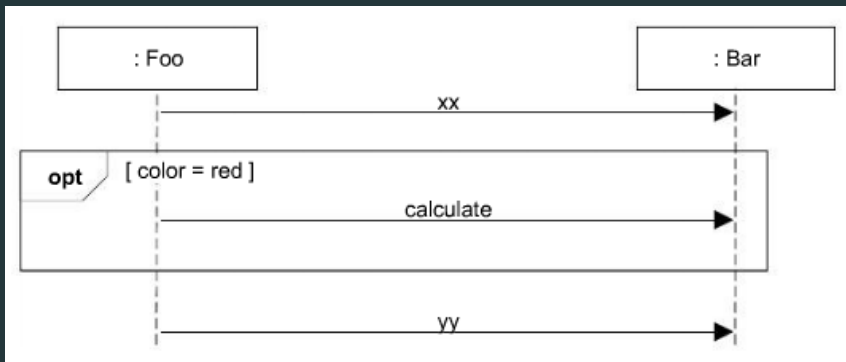 : Foo
: Bar
xx
opt
[ color = red ]
calculate
yy